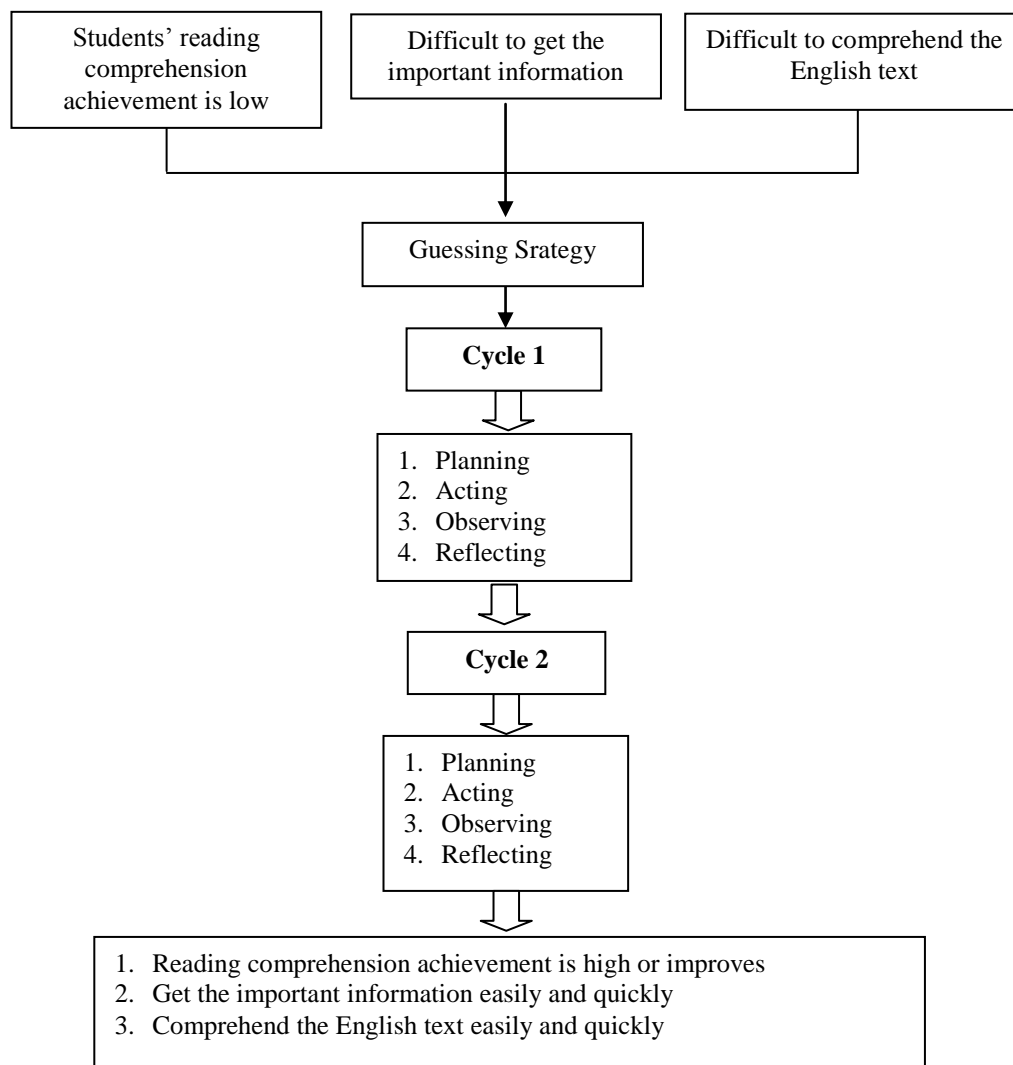 Students’ reading
comprehension
achievement is low
Difficult to get the
important information
Difficult to comprehend the
English text
Guessing Srategy
Cycle 1
1. Planning
2. Acting
3. Observing
4. Reflecting
Cycle 2
1. Planning
2. Acting
3. Observing
4. Reflecting
1. Reading comprehension achievement is high or improves
2. Get the important information easily and quickly
3. Comprehend the English text easily and quickly